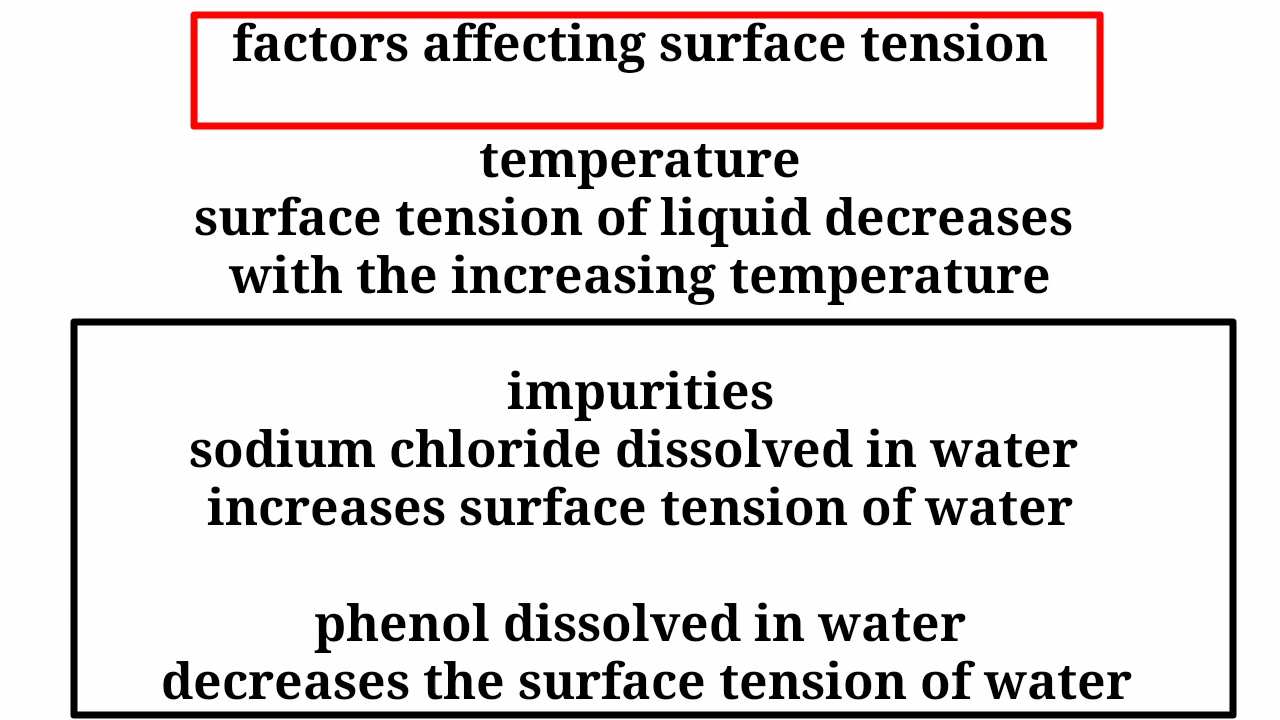 factors affecting surface tension
temperature
surface tension of liquid decreases
with the increasing temperature
impurities
sodium chloride dissolved in water
increases surface tension of water
phenol dissolved in water
decreases the surface tension of water